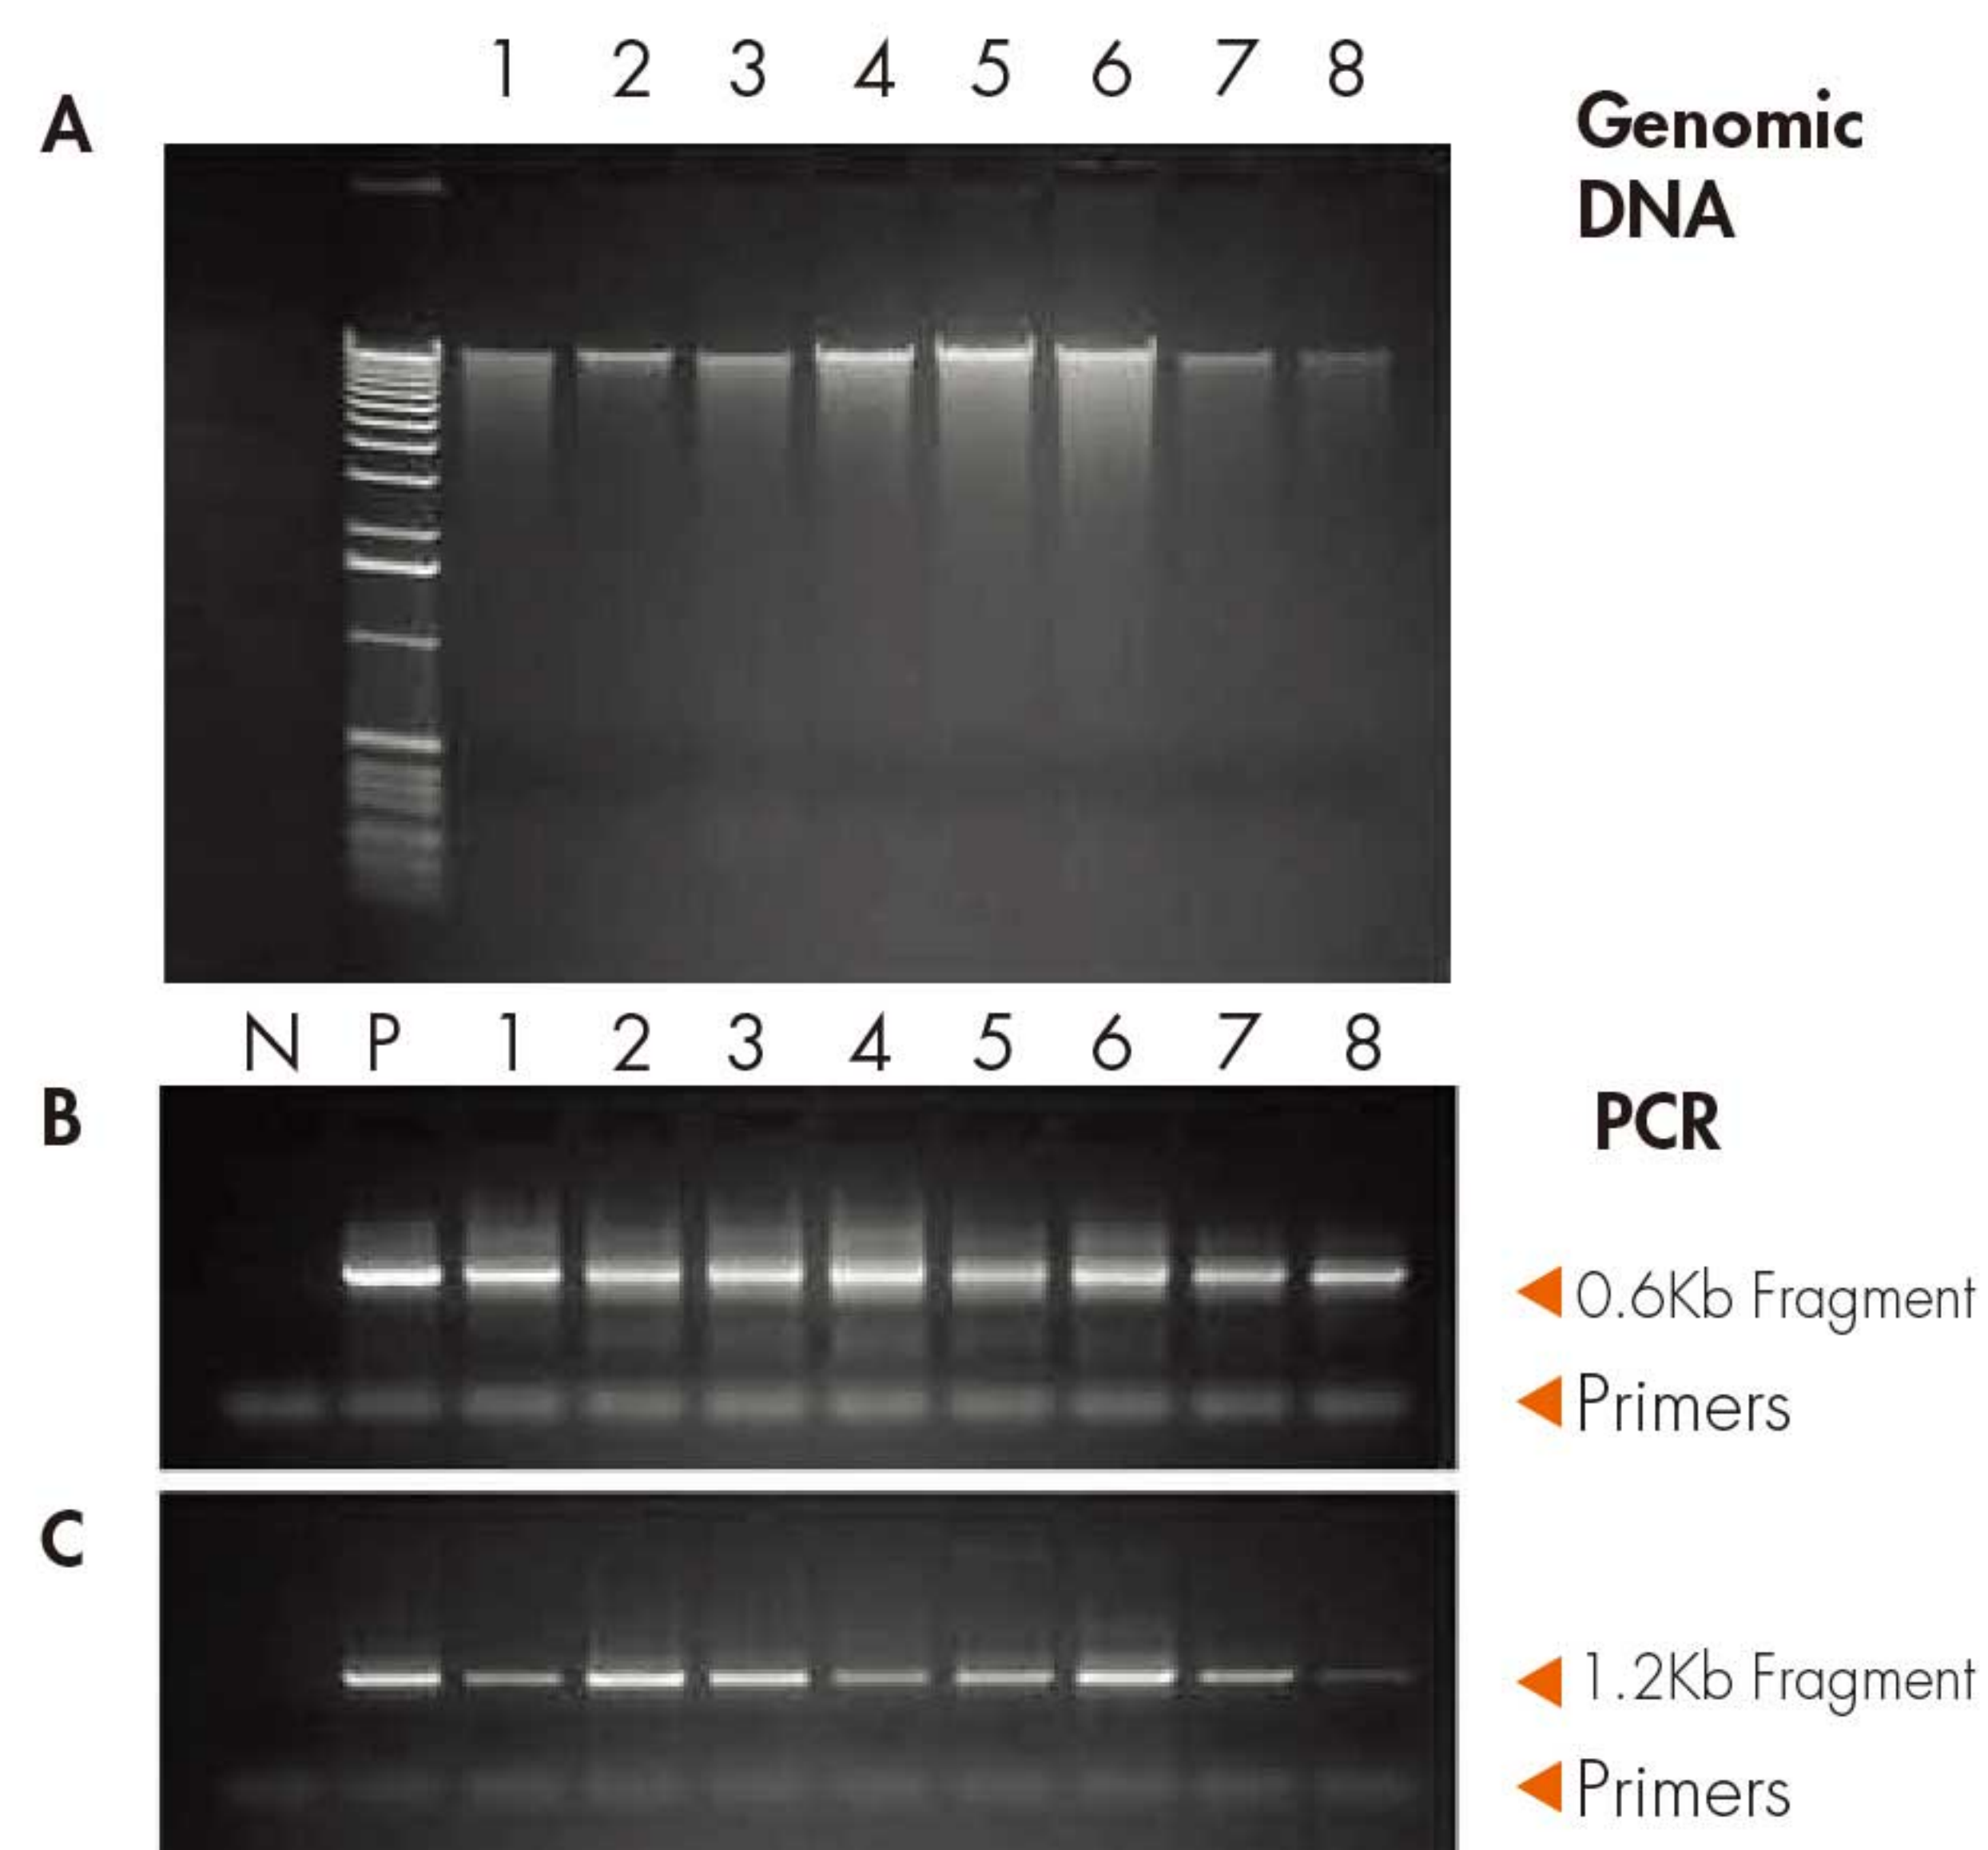 1 2 3 4 5 6 7 8
A
Genomic
DNA
N P 1 2 3 4 5 6 7 8
B
PCR
0.6Kb Fragment
Primers
C
1.2Kb Fragment
Primers